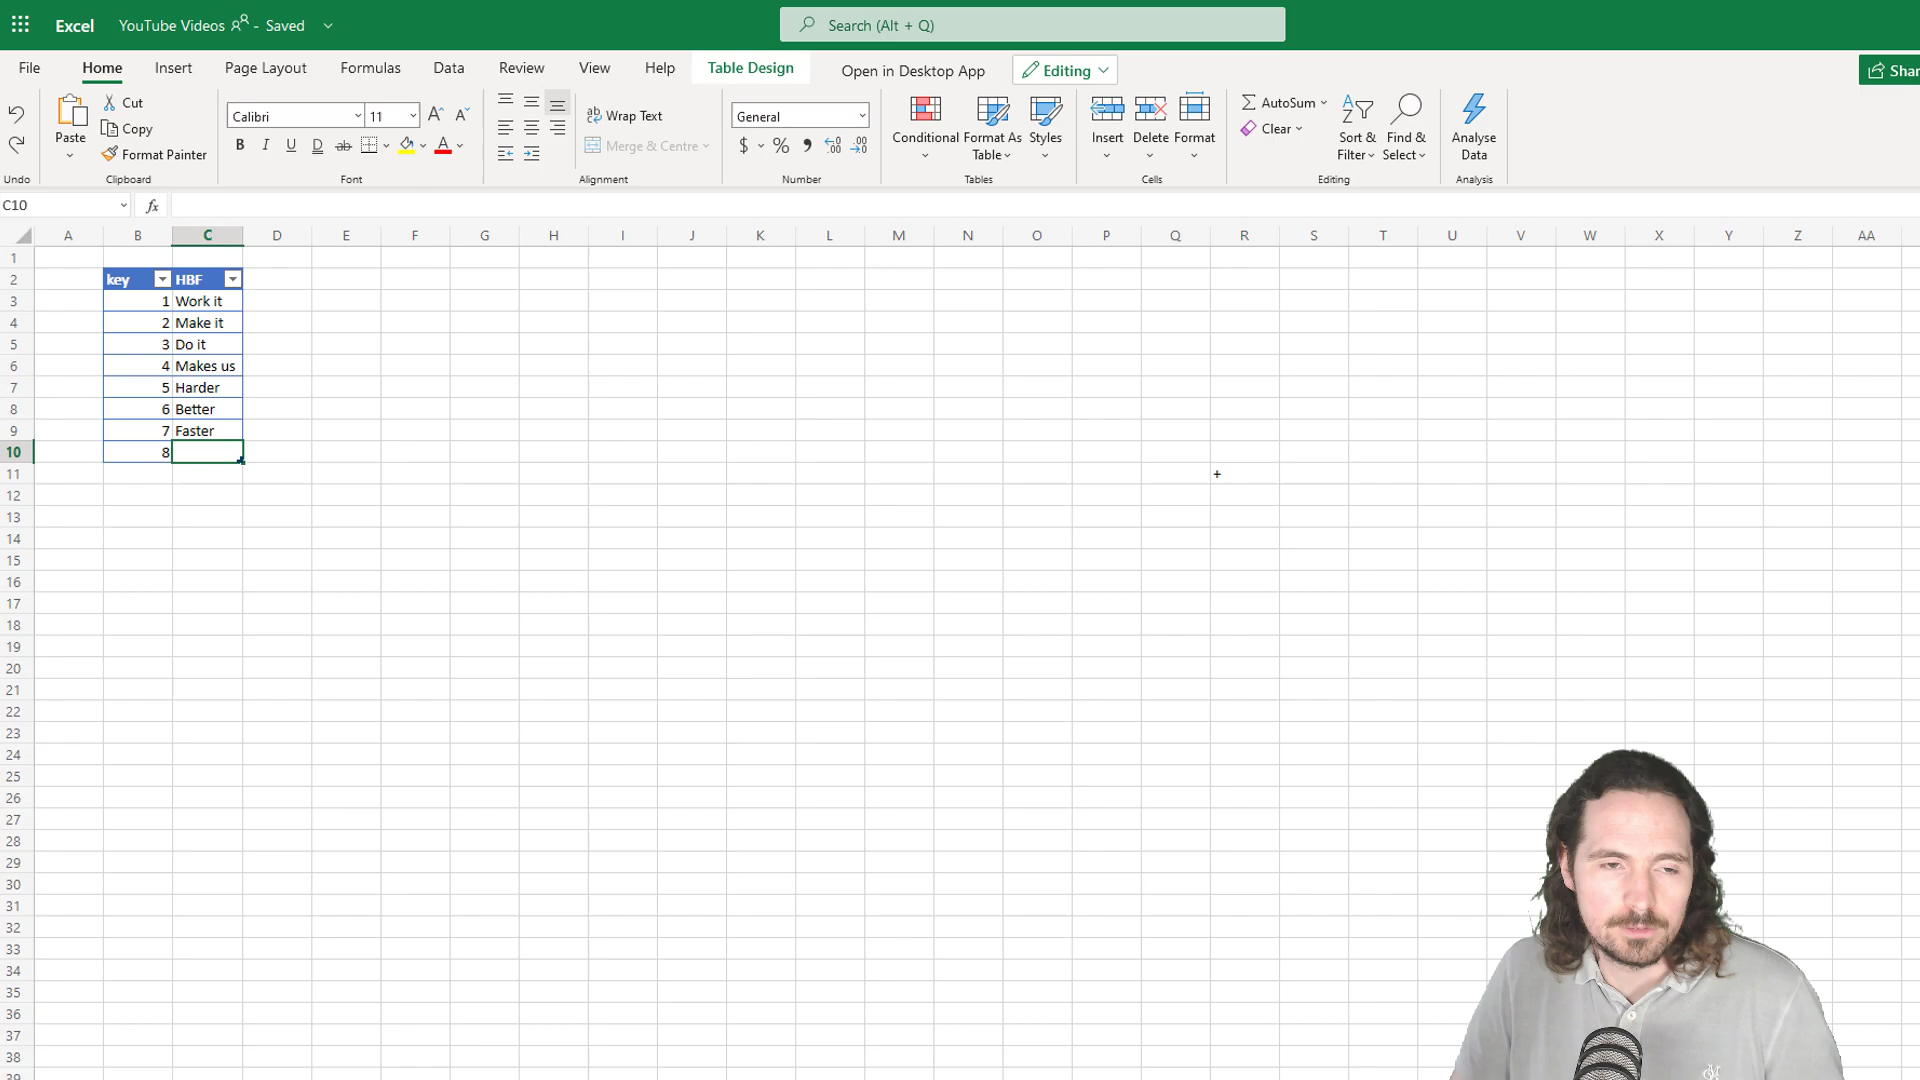 Excel YouTube Videos - Saved Search (Alt + Q)
File Home Insert Page Layout Formulas Data Review View Help Table Design Open in Desktop App Editing Shar
Paste Cut Copy Format Painter
Calibri 11
B I U D ab A
Wrap Text
Merge & Centre
General
$ % 9 .00 .00
Conditional Format As Table Styles
Insert Delete Format
AutoSum
Clear
Sort & Filter Find & Select
Analyse Data
Undo Clipboard Font Alignment Number Tables Cells Editing Analysis
C10 fx
A B C D E F G H I J K L M N O P Q R S T U V W X Y Z AA
1
2 key HBF
3 1 Work it
4 2 Make it
5 3 Do it
6 4 Makes us
7 5 Harder
8 6 Better
9 7 Faster
10 8
11
12
13
14
15
16
17
18
19
20
21
22
23
24
25
26
27
28
29
30
31
32
33
34
35
36
37
38
39